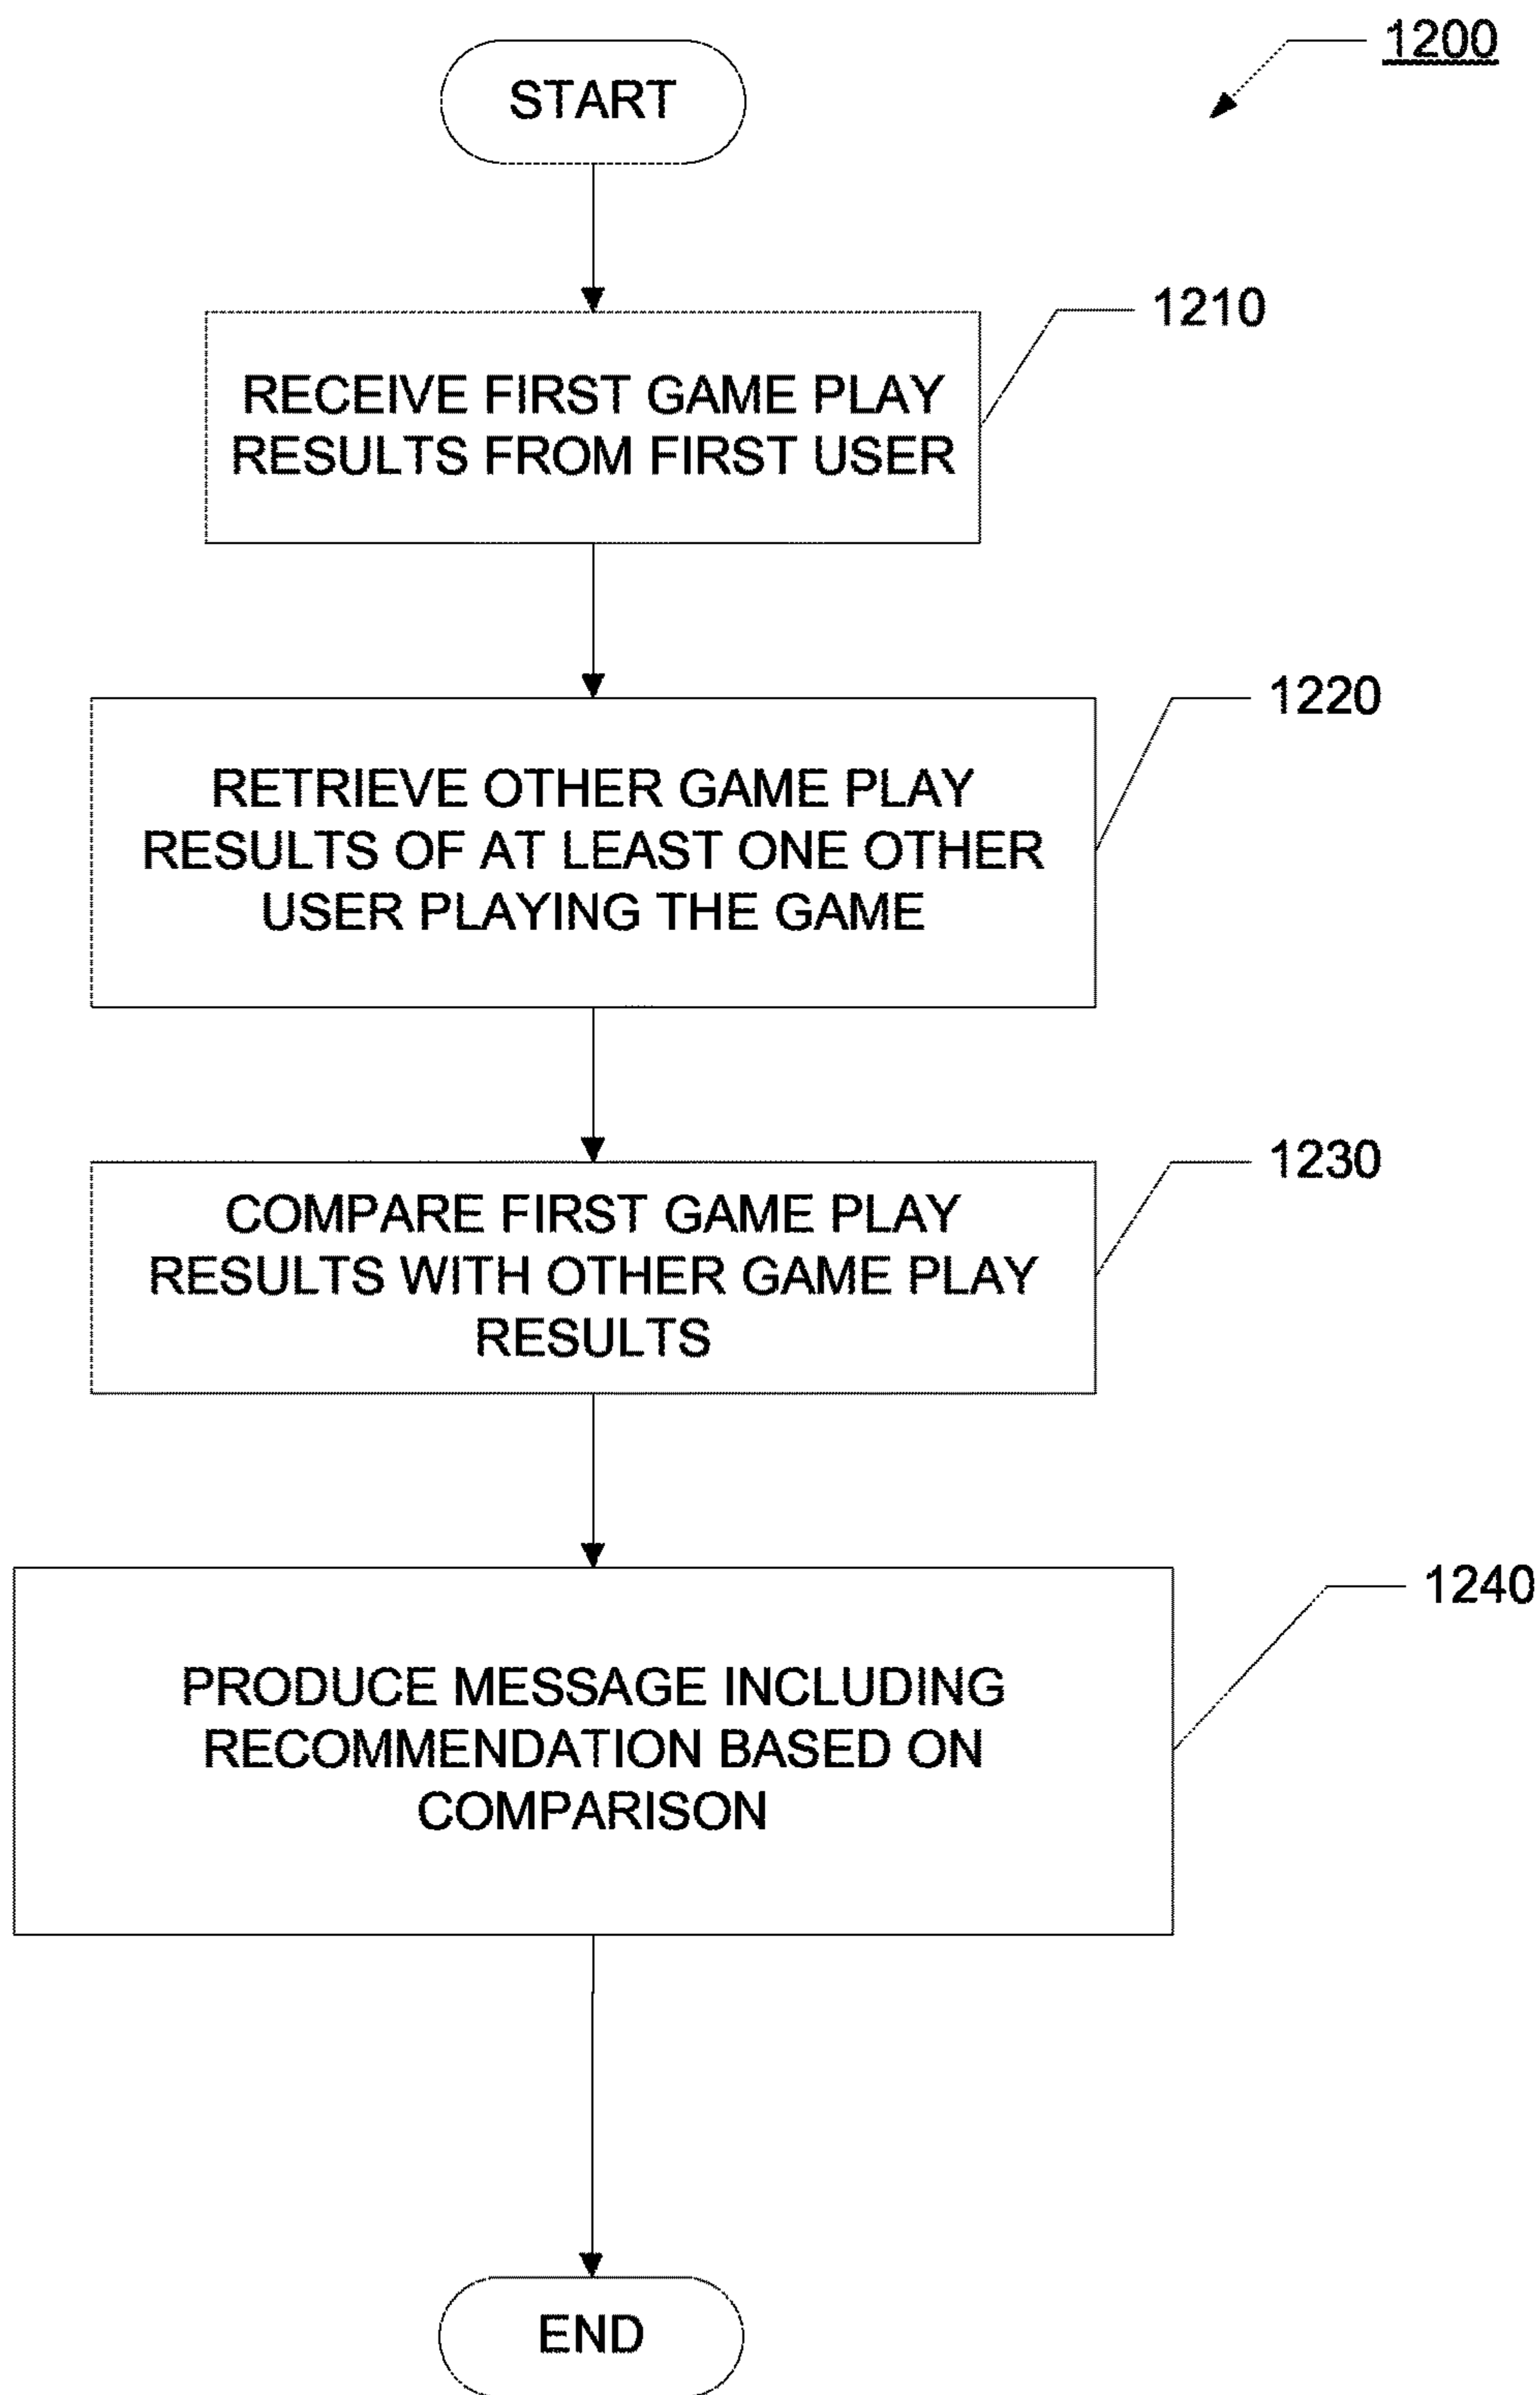 1200
START
1210
RECEIVE FIRST GAME PLAY
RESULTS FROM FIRST USER
1220
RETRIEVE OTHER GAME PLAY
RESULTS OF AT LEAST ONE OTHER
USER PLAYING THE GAME
1230
COMPARE FIRST GAME PLAY
RESULTS WITH OTHER GAME PLAY
RESULTS
1240
PRODUCE MESSAGE INCLUDING
RECOMMENDATION BASED ON
COMPARISON
END